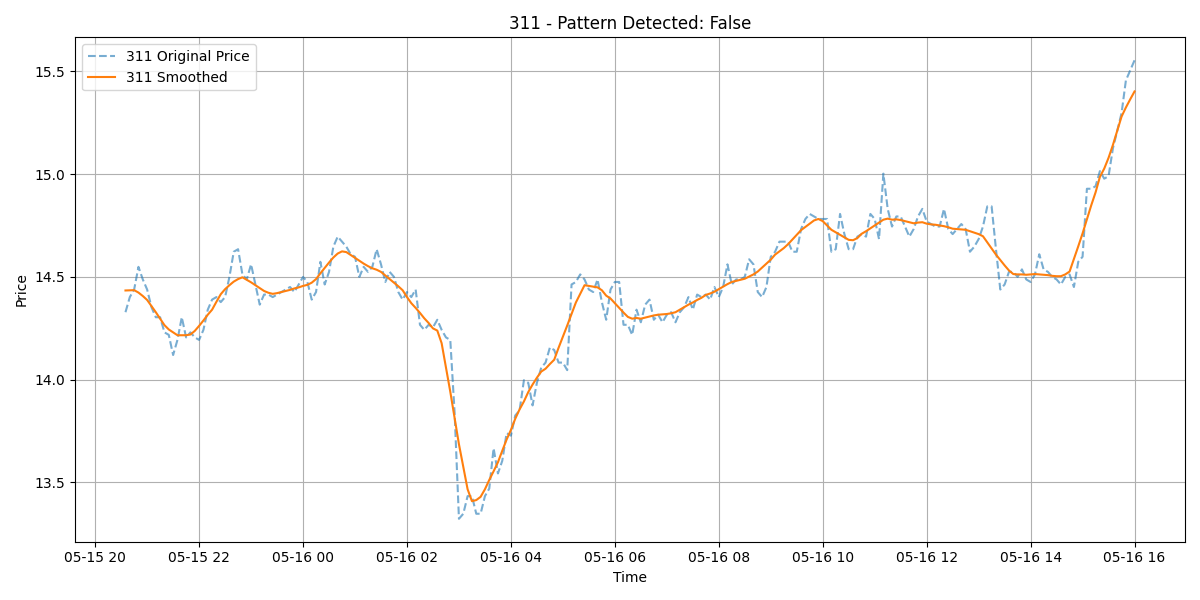 311 - Pattern Detected: False
311 Original Price
311 Smoothed
Price
15.5
15.0
14.5
14.0
13.5
05-15 20 05-15 22 05-16 00 05-16 02 05-16 04 05-16 06 05-16 08 05-16 10 05-16 12 05-16 14 05-16 16
Time